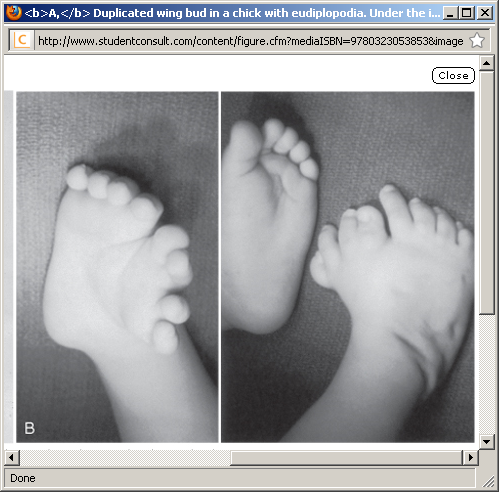 <b>A,</b> Duplicated wing bud in a chick with eudiplopodia. Under the i...
C http://www.studentconsult.com/content/figure.cfm?mediaISBN=9780323053853&image
Close
B
Done